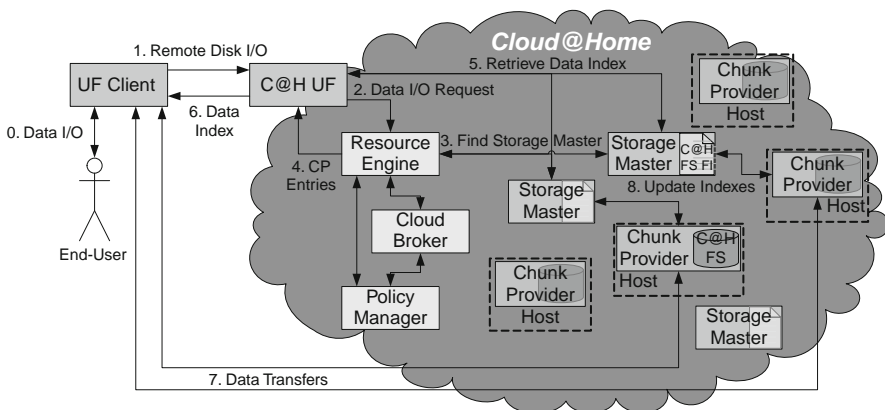 Cloud@Home
1. Remote Disk I/O
UF Client
C@H UF
5. Retrieve Data Index
Chunk
Provider
Host
6. Data
Index
2. Data I/O Request
0. Data I/O
Resource
Engine
3. Find Storage Master
Storage
Master
C@H
FS FI
Chunk
Provider
Host
4. CP
Entries
8. Update Indexes
Storage
Master
Cloud
Broker
Chunk
Provider
C@H
FS
Host
End-User
Chunk
Provider
Host
Policy
Manager
Storage
Master
7. Data Transfers